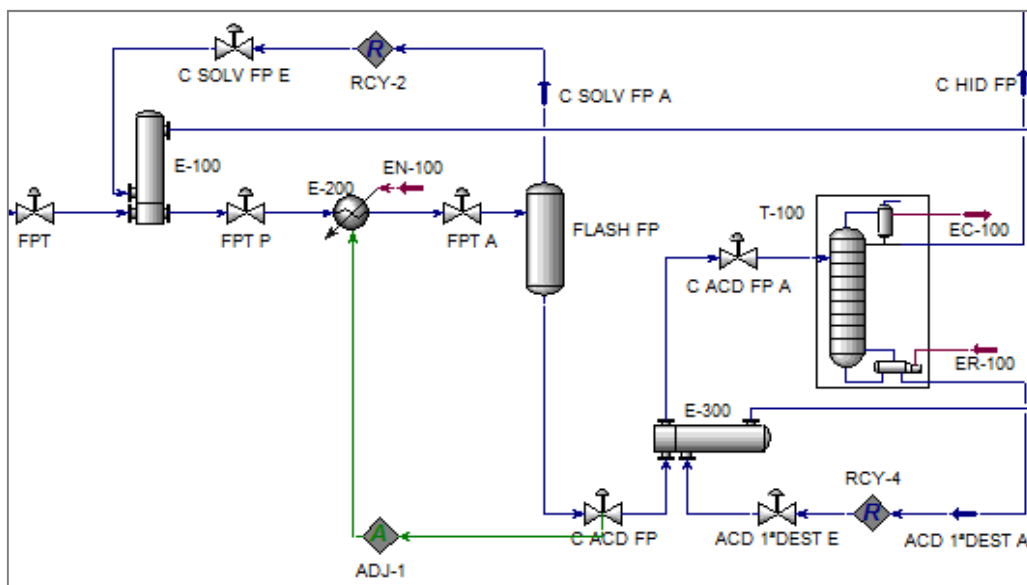 C SOLV FP E
RCY-2
C SOLV FP A
C HID FP
E-100
E-200
EN-100
T-100
EC-100
FPT
FPT P
FPT A
FLASH FP
C ACD FP A
ER-100
E-300
RCY-4
C ACD FP
ACD 1ªDEST E
ACD 1ªDEST A
ADJ-1
R
R
A